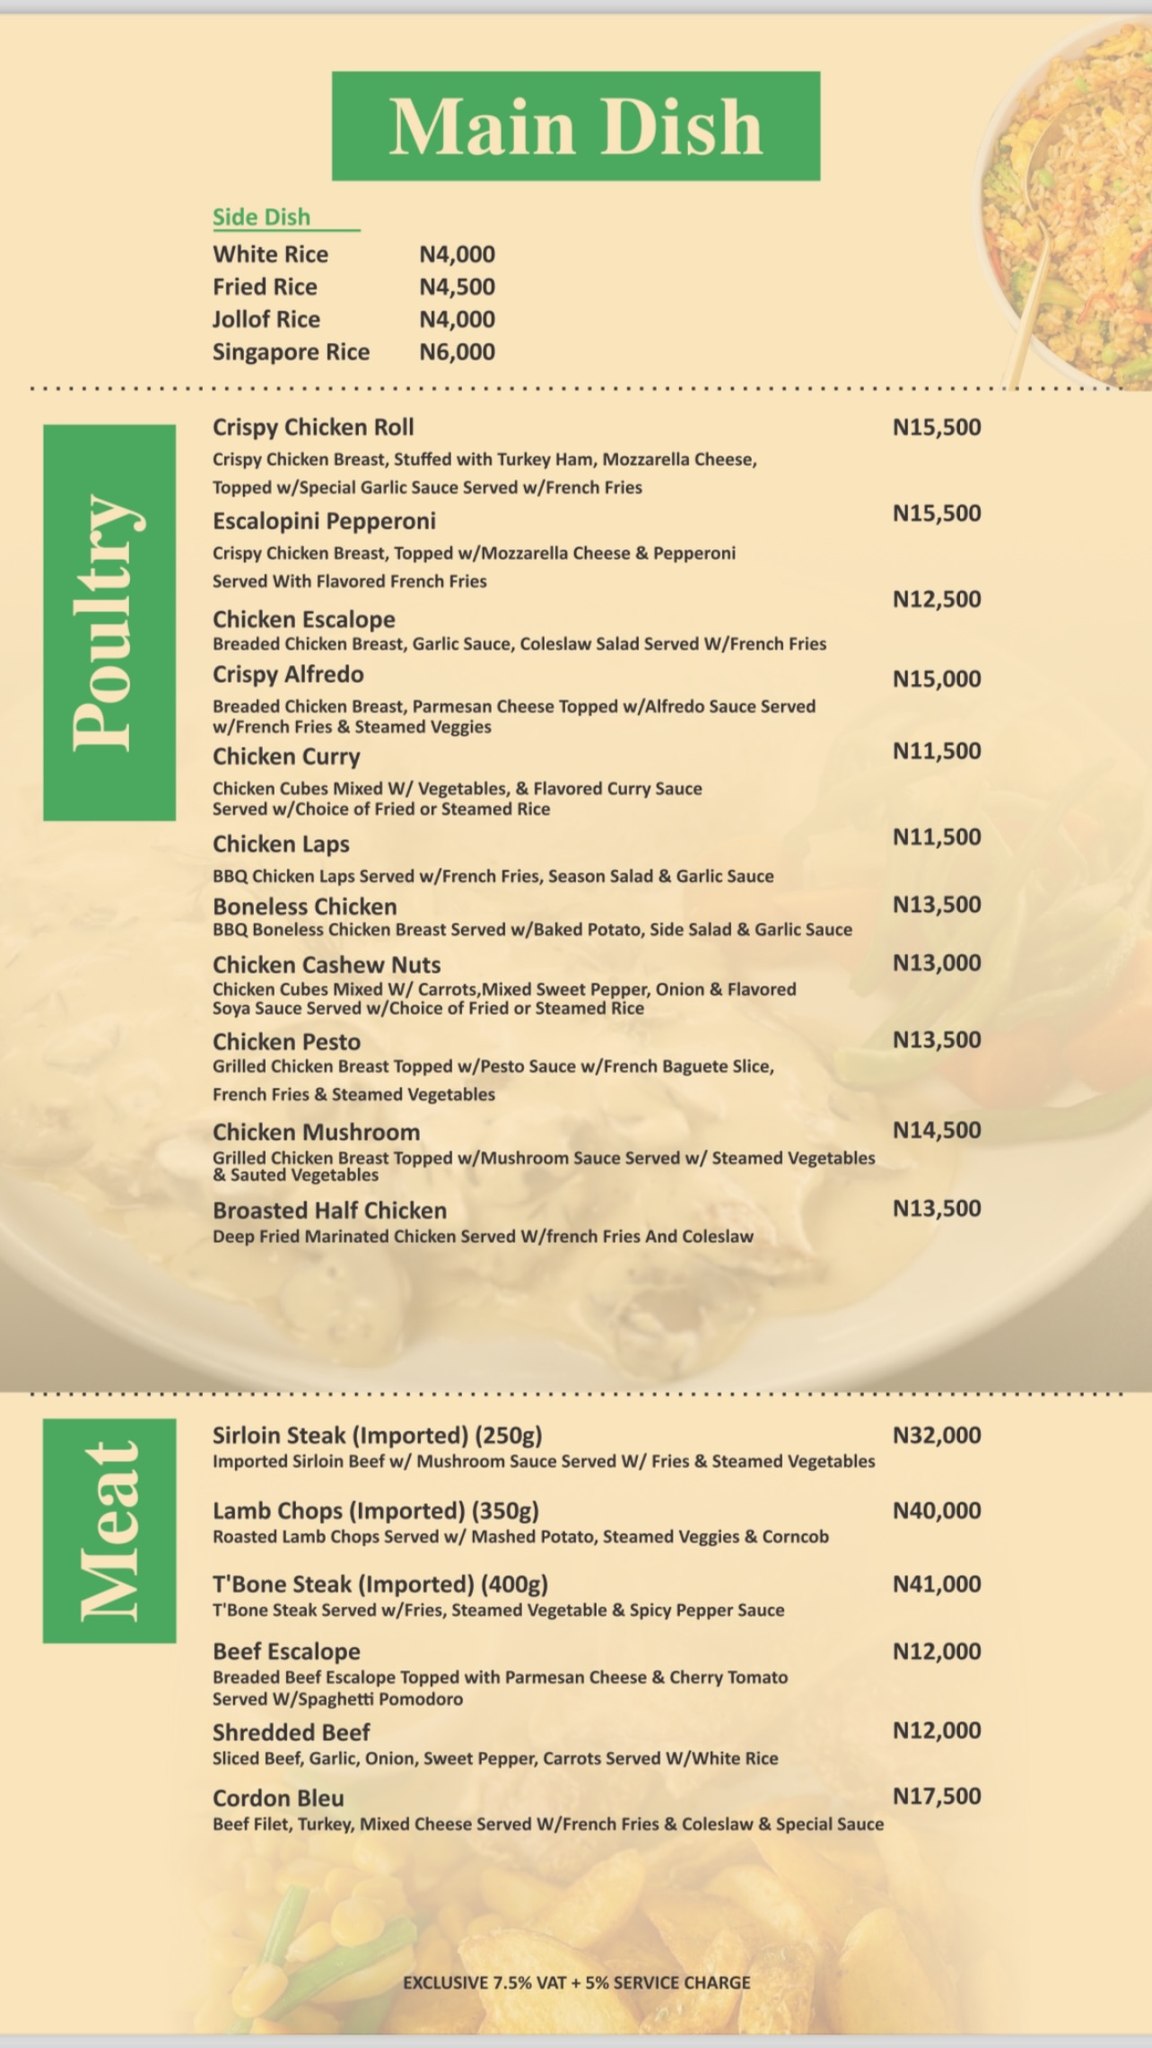 Main Dish
Side Dish
White Rice N4,000
Fried Rice N4,500
Jollof Rice N4,000
Singapore Rice N6,000
Poultry
Crispy Chicken Roll N15,500
Crispy Chicken Breast, Stuffed with Turkey Ham, Mozzarella Cheese,
Topped w/Special Garlic Sauce Served w/French Fries
Escalopini Pepperoni N15,500
Crispy Chicken Breast, Topped w/Mozzarella Cheese & Pepperoni
Served With Flavored French Fries
Chicken Escalope N12,500
Breaded Chicken Breast, Garlic Sauce, Coleslaw Salad Served W/French Fries
Crispy Alfredo N15,000
Breaded Chicken Breast, Parmesan Cheese Topped w/Alfredo Sauce Served
w/French Fries & Steamed Veggies
Chicken Curry N11,500
Chicken Cubes Mixed W/ Vegetables, & Flavored Curry Sauce
Served w/Choice of Fried or Steamed Rice
Chicken Laps N11,500
BBQ Chicken Laps Served w/French Fries, Season Salad & Garlic Sauce
Boneless Chicken N13,500
BBQ Boneless Chicken Breast Served w/Baked Potato, Side Salad & Garlic Sauce
Chicken Cashew Nuts N13,000
Chicken Cubes Mixed W/ Carrots,Mixed Sweet Pepper, Onion & Flavored
Soya Sauce Served w/Choice of Fried or Steamed Rice
Chicken Pesto N13,500
Grilled Chicken Breast Topped w/Pesto Sauce w/French Baguete Slice,
French Fries & Steamed Vegetables
Chicken Mushroom N14,500
Grilled Chicken Breast Topped w/Mushroom Sauce Served w/ Steamed Vegetables
& Sauted Vegetables
Broasted Half Chicken N13,500
Deep Fried Marinated Chicken Served W/french Fries And Coleslaw
Meat
Sirloin Steak (Imported) (250g) N32,000
Imported Sirloin Beef w/ Mushroom Sauce Served W/ Fries & Steamed Vegetables
Lamb Chops (Imported) (350g) N40,000
Roasted Lamb Chops Served w/ Mashed Potato, Steamed Veggies & Corncob
T'Bone Steak (Imported) (400g) N41,000
T'Bone Steak Served w/Fries, Steamed Vegetable & Spicy Pepper Sauce
Beef Escalope N12,000
Breaded Beef Escalope Topped with Parmesan Cheese & Cherry Tomato
Served W/Spaghetti Pomodoro
Shredded Beef N12,000
Sliced Beef, Garlic, Onion, Sweet Pepper, Carrots Served W/White Rice
Cordon Bleu N17,500
Beef Filet, Turkey, Mixed Cheese Served W/French Fries & Coleslaw & Special Sauce
EXCLUSIVE 7.5% VAT + 5% SERVICE CHARGE